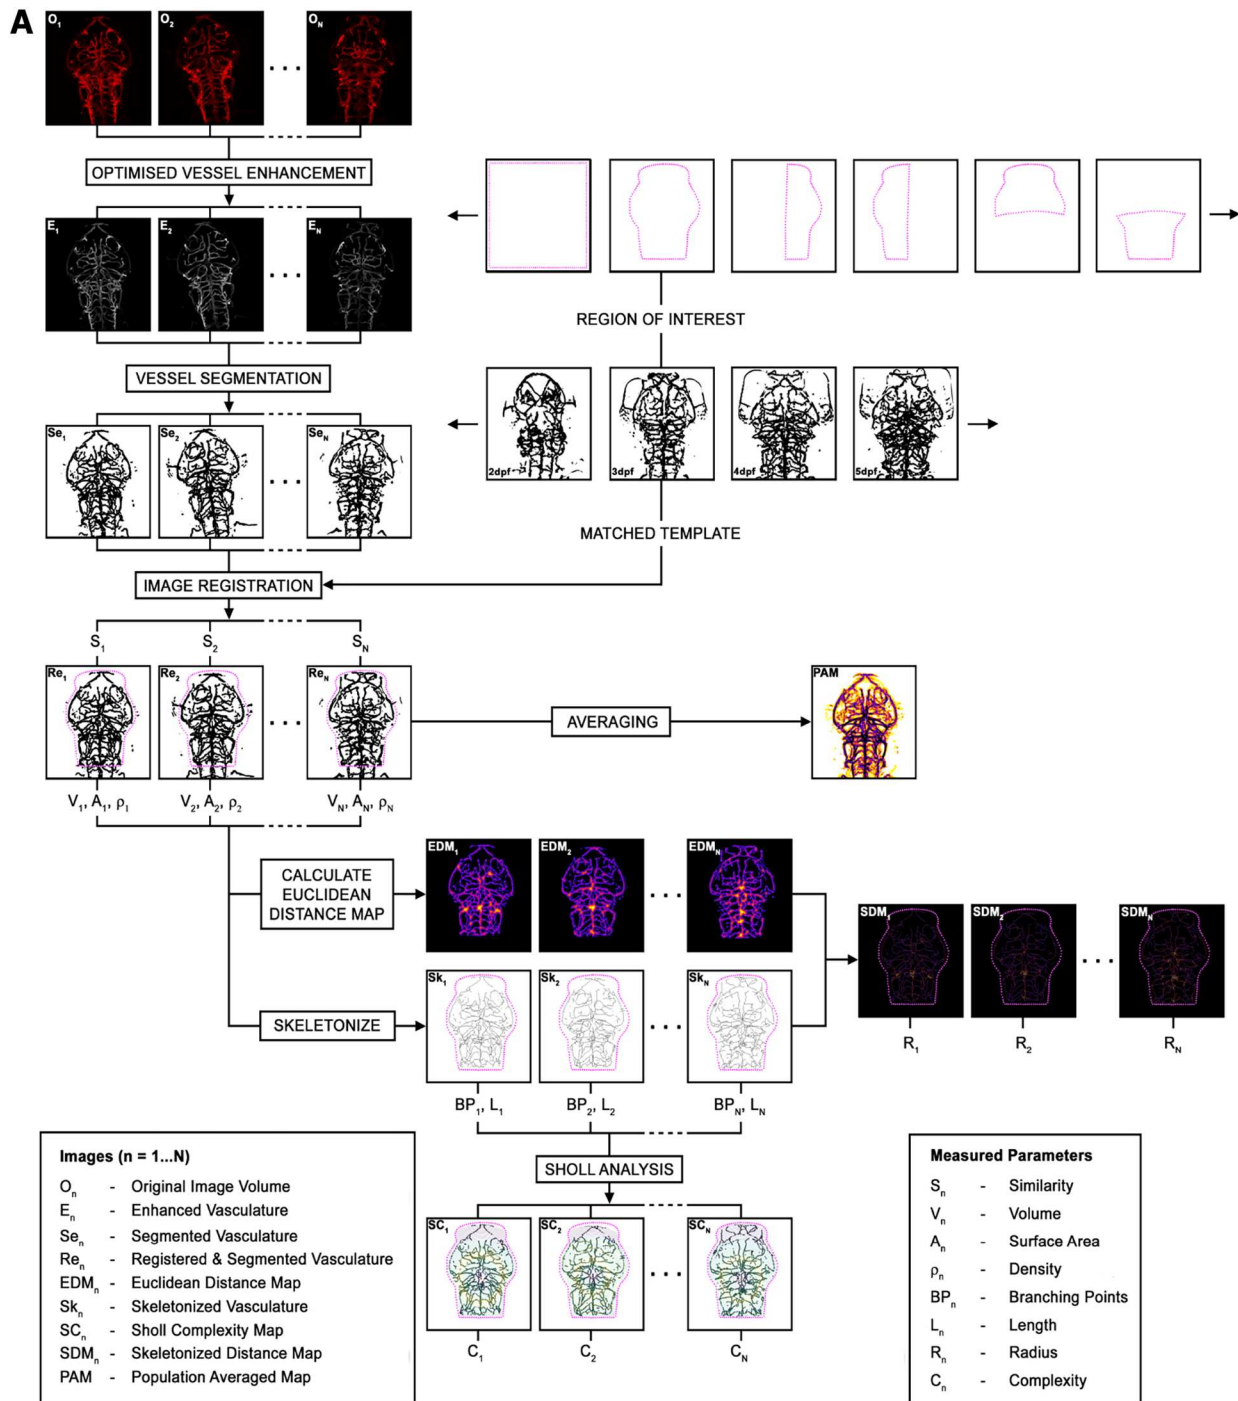 A
O1 O2 ON
OPTIMISED VESSEL ENHANCEMENT
E1 E2 EN
REGION OF INTEREST
VESSEL SEGMENTATION
Se1 Se2 SeN
2dpf 3dpf 4dpf 5dpf
MATCHED TEMPLATE
IMAGE REGISTRATION
S1 S2 SN
Re1 Re2 ReN
AVERAGING
PAM
V1, A1, ρ1 V2, A2, ρ2 VN, AN, ρN
CALCULATE
EUCLIDEAN
DISTANCE MAP
EDM1 EDM2 EDMN
SDM1 SDM2 SDMN
SKELETONIZE
Sk1 Sk2 SkN
R1 R2 RN
BP1, L1 BP2, L2 BPN, LN
SHOLL ANALYSIS
SC1 SC2 SCN
C1 C2 CN
Images (n = 1...N)
On - Original Image Volume
En - Enhanced Vasculature
Sen - Segmented Vasculature
Ren - Registered & Segmented Vasculature
EDMn - Euclidean Distance Map
Skn - Skeletonized Vasculature
SCn - Sholl Complexity Map
SDMn - Skeletonized Distance Map
PAM - Population Averaged Map
Measured Parameters
Sn - Similarity
Vn - Volume
An - Surface Area
ρn - Density
BPn - Branching Points
Ln - Length
Rn - Radius
Cn - Complexity